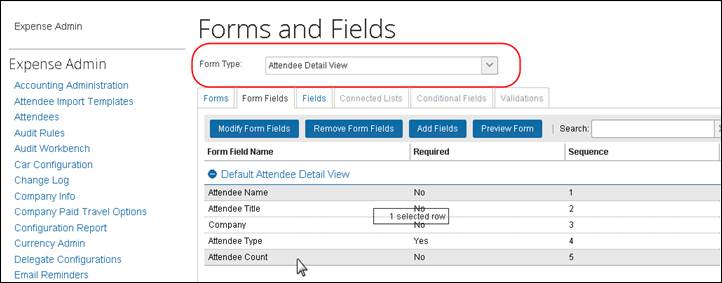 Expense Admin
Forms and Fields
Form Type: Attendee Detail View
Expense Admin
Accounting Administration
Attendee Import Templates
Attendees
Audit Rules
Audit Workbench
Car Configuration
Change Log
Company Info
Company Paid Travel Options
Configuration Report
Currency Admin
Delegate Configurations
Email Reminders
Forms Form Fields Fields Connected Lists Conditional Fields Validations
Modify Form Fields Remove Form Fields Add Fields Preview Form Search:
Form Field Name Required Sequence
Default Attendee Detail View
Attendee Name No 1
Attendee Title No 2
1 selected row
Company No 3
Attendee Type Yes 4
Attendee Count No 5